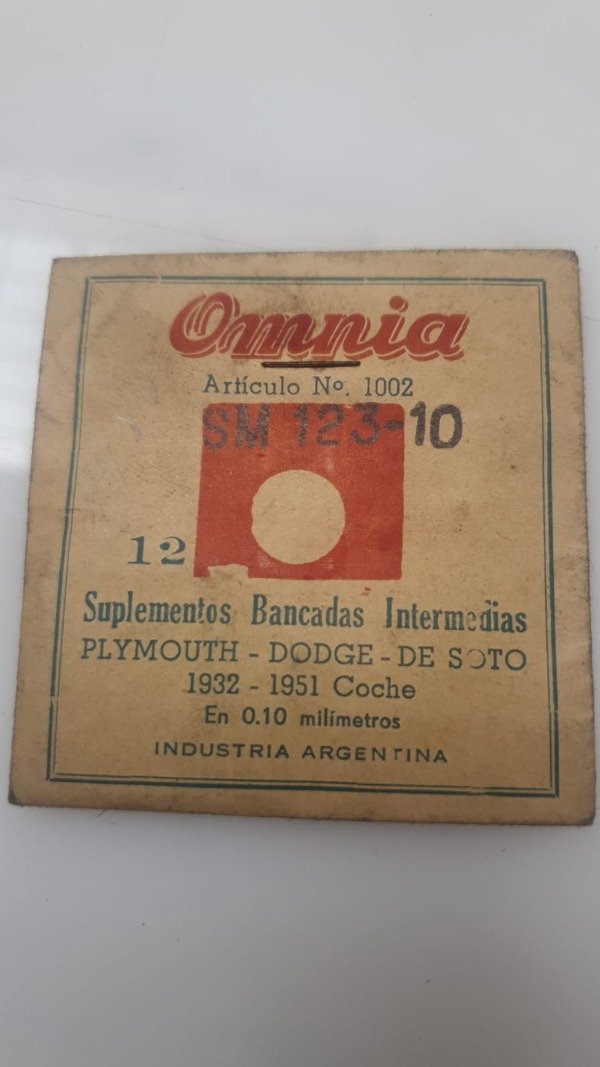 Omnia
Artículo Nº. 1002
SM 123-10
12
Suplementos Bancadas Intermedias
PLYMOUTH - DODGE - DE SOTO
1932 - 1951 Coche
En 0.10 milímetros
INDUSTRIA ARGENTINA